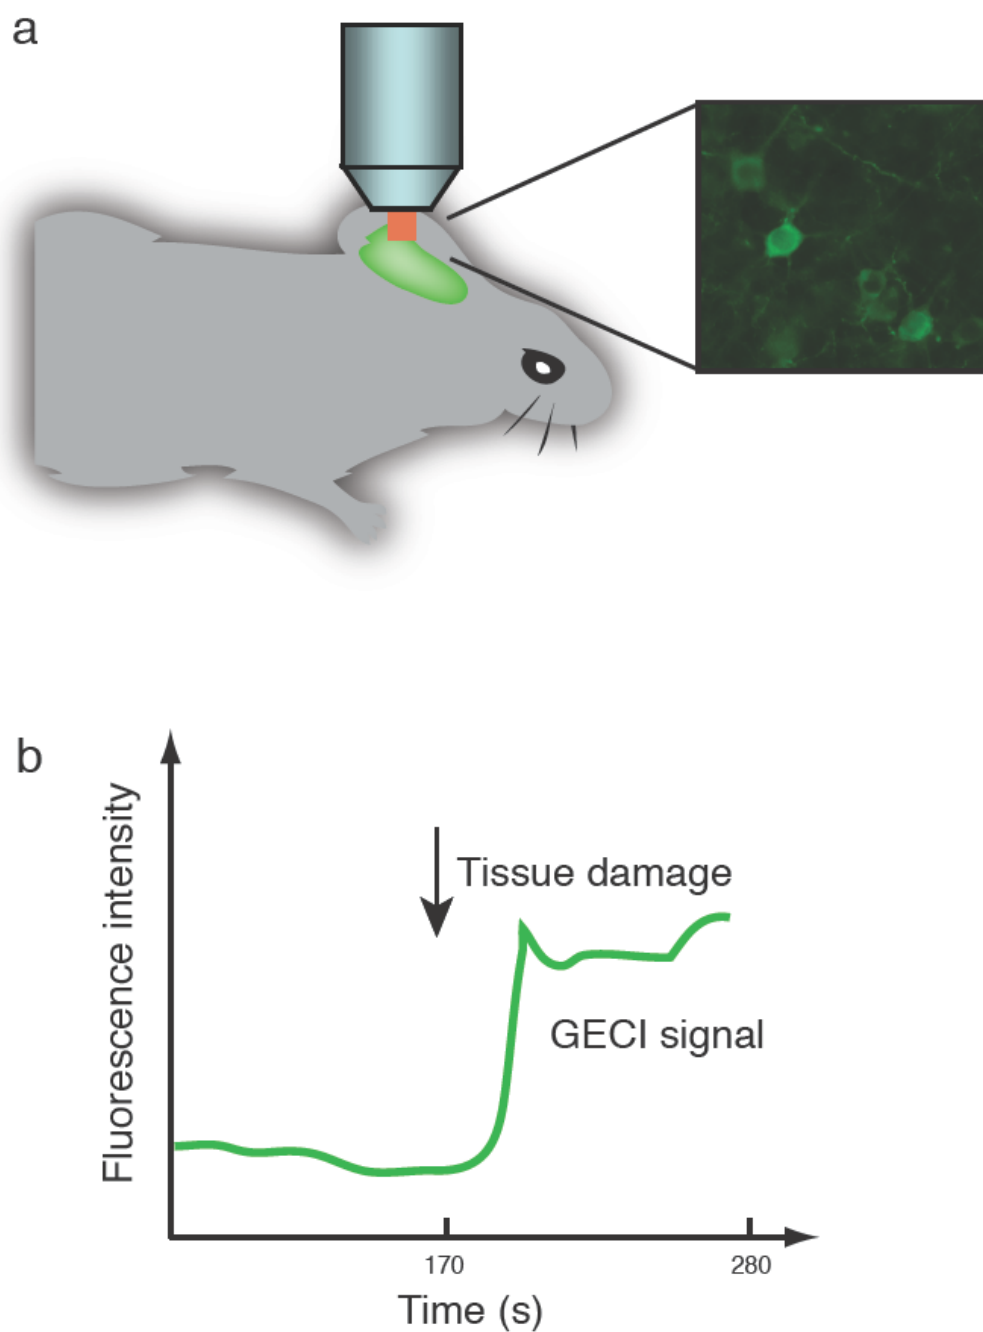 a
b
Fluorescence intensity
Tissue damage
GECI signal
170
280
Time (s)